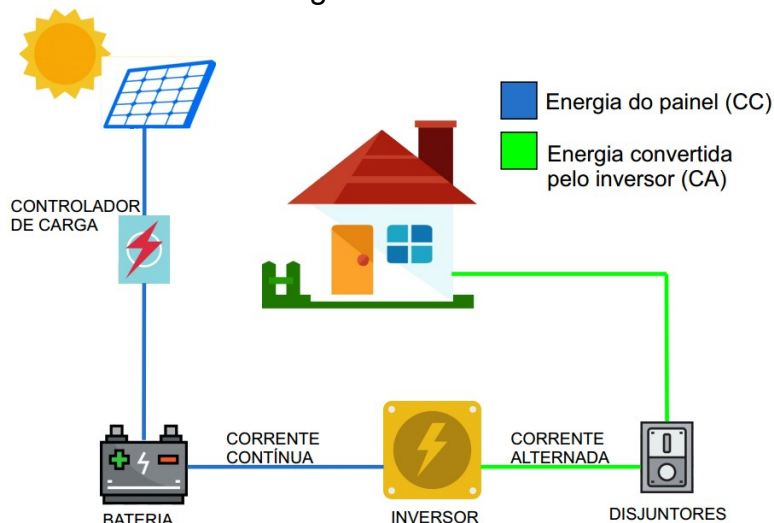 Energia do painel (CC)
Energia convertida
pelo inversor (CA)
CONTROLADOR
DE CARGA
CORRENTE
CONTÍNUA
CORRENTE
ALTERNADA
BATERIA
INVERSOR
DISJUNTORES